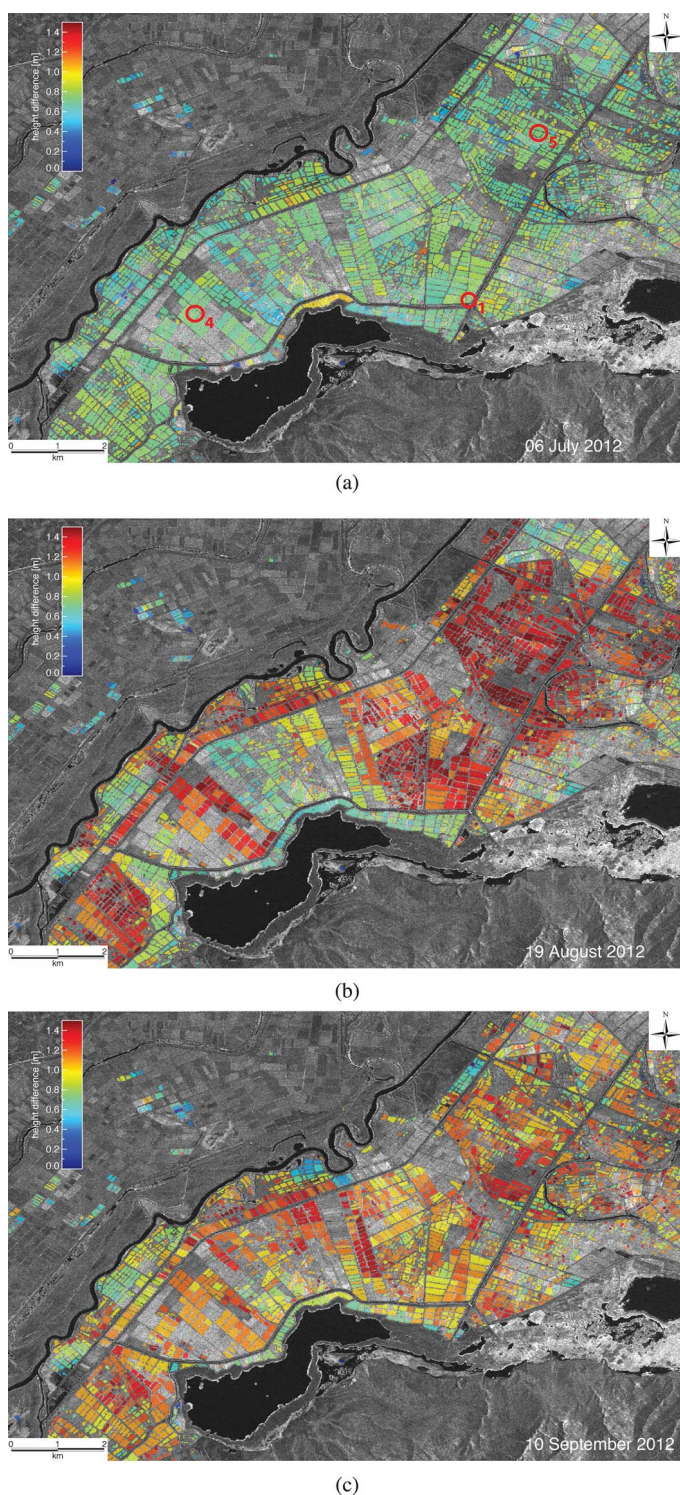 height difference [m]
1.4
1.2
1.0
0.8
0.6
0.4
0.2
0.0
N
5
1
4
0 1 2
km
06 July 2012
(a)
height difference [m]
1.4
1.2
1.0
0.8
0.6
0.4
0.2
0.0
N
0 1 2
km
19 August 2012
(b)
height difference [m]
1.4
1.2
1.0
0.8
0.6
0.4
0.2
0.0
N
0 1 2
km
10 September 2012
(c)